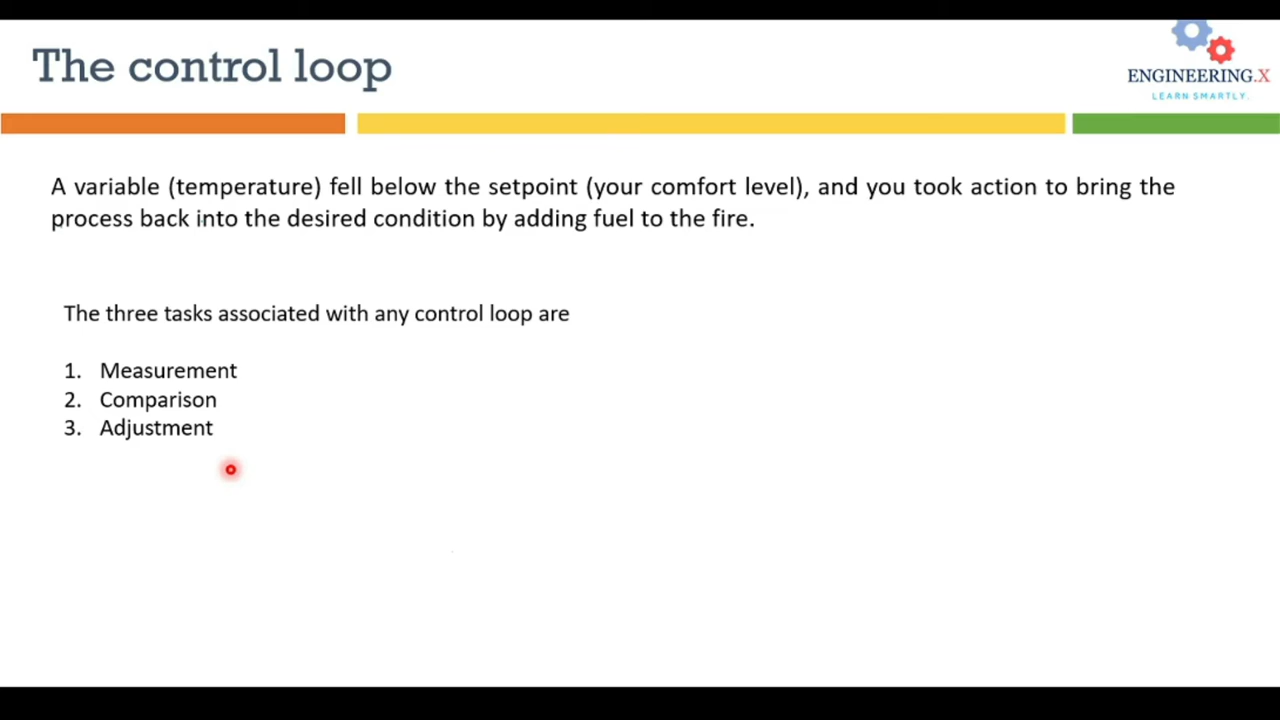 The control loop
ENGINEERING.X
LEARN SMARTLY.
A variable (temperature) fell below the setpoint (your comfort level), and you took action to bring the
process back into the desired condition by adding fuel to the fire.
The three tasks associated with any control loop are
1. Measurement
2. Comparison
3. Adjustment